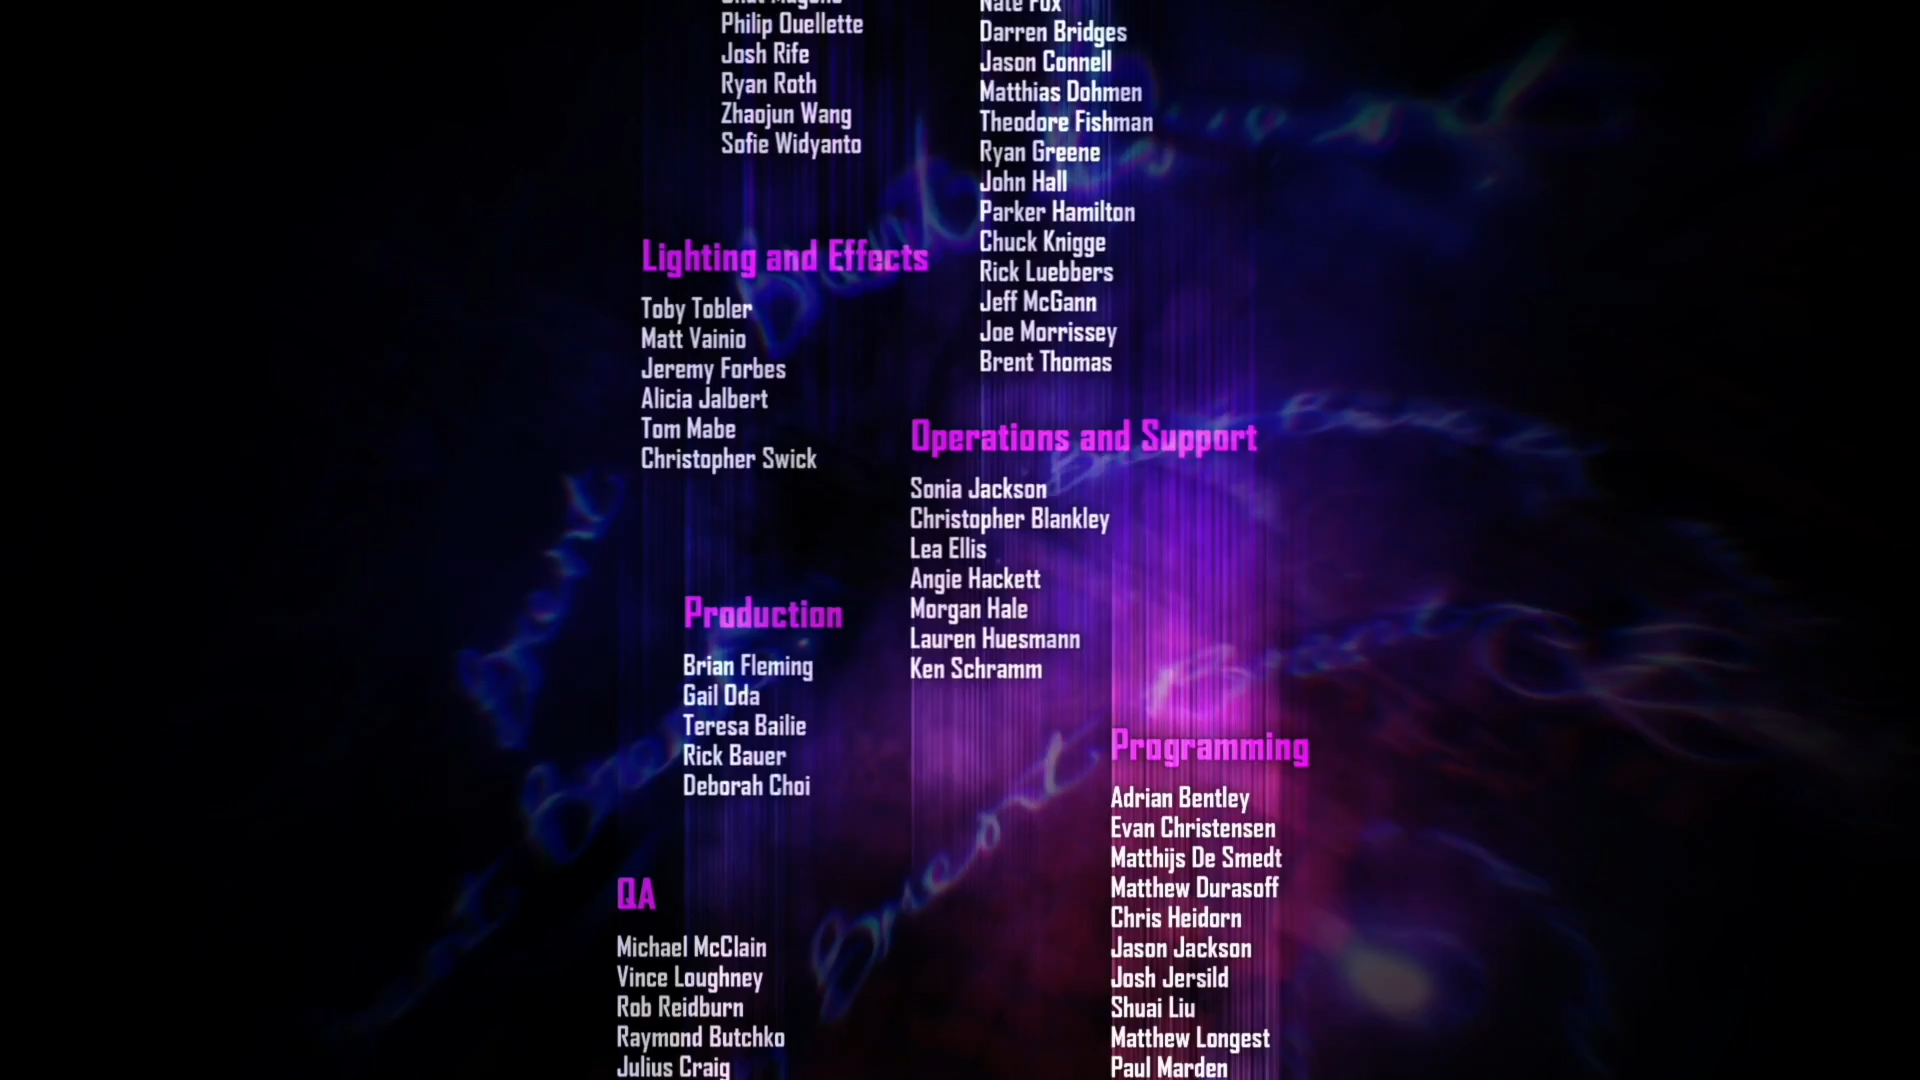 Philip Ouellette
Josh Rife
Ryan Roth
Zhaojun Wang
Sofie Widyanto
Nate Fox
Darren Bridges
Jason Connell
Matthias Dohmen
Theodore Fishman
Ryan Greene
John Hall
Parker Hamilton
Chuck Knigge
Rick Luebbers
Jeff McGann
Joe Morrissey
Brent Thomas
Lighting and Effects
Toby Tobler
Matt Vainio
Jeremy Forbes
Alicia Jalbert
Tom Mabe
Christopher Swick
Operations and Support
Sonia Jackson
Christopher Blankley
Lea Ellis
Angie Hackett
Morgan Hale
Lauren Huesmann
Ken Schramm
Production
Brian Fleming
Gail Oda
Teresa Bailie
Rick Bauer
Deborah Choi
Programming
Adrian Bentley
Evan Christensen
Matthijs De Smedt
Matthew Durasoff
Chris Heidorn
Jason Jackson
Josh Jersild
Shuai Liu
Matthew Longest
Paul Marden
QA
Michael McClain
Vince Loughney
Rob Reidburn
Raymond Butchko
Julius Craig